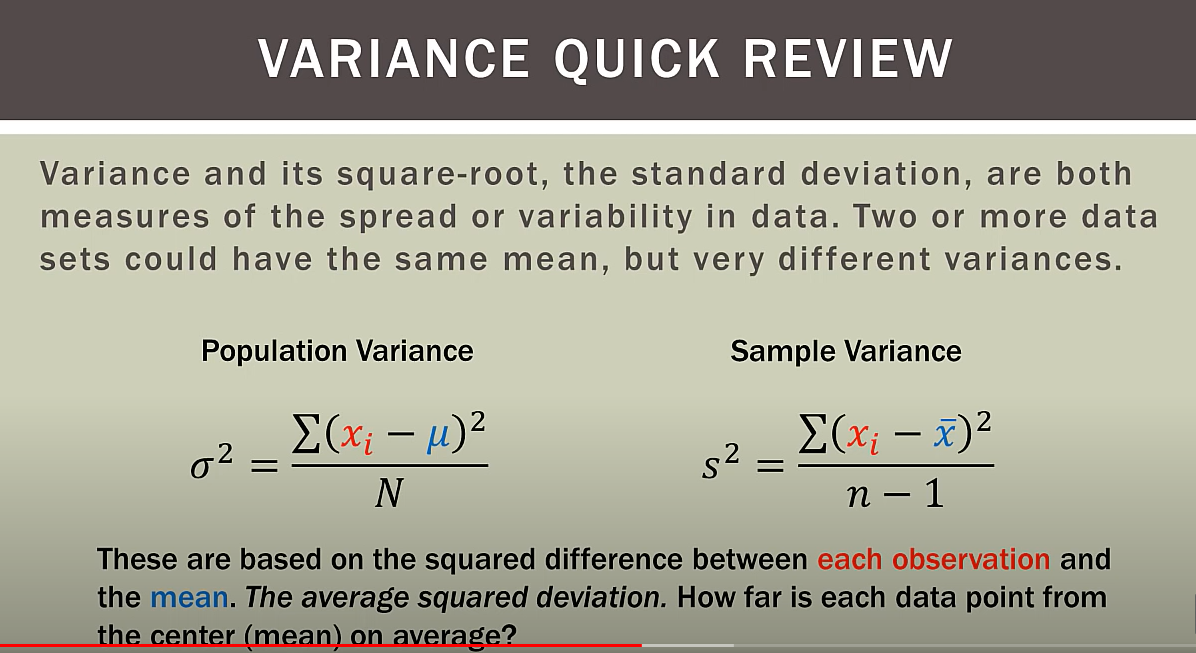 VARIANCE QUICK REVIEW
Variance and its square-root, the standard deviation, are both
measures of the spread or variability in data. Two or more data
sets could have the same mean, but very different variances.
Population Variance
σ² = ∑(xᵢ − μ)² / N
Sample Variance
s² = ∑(xᵢ − x̄)² / n − 1
These are based on the squared difference between each observation and
the mean. The average squared deviation. How far is each data point from
the center (mean) on average?